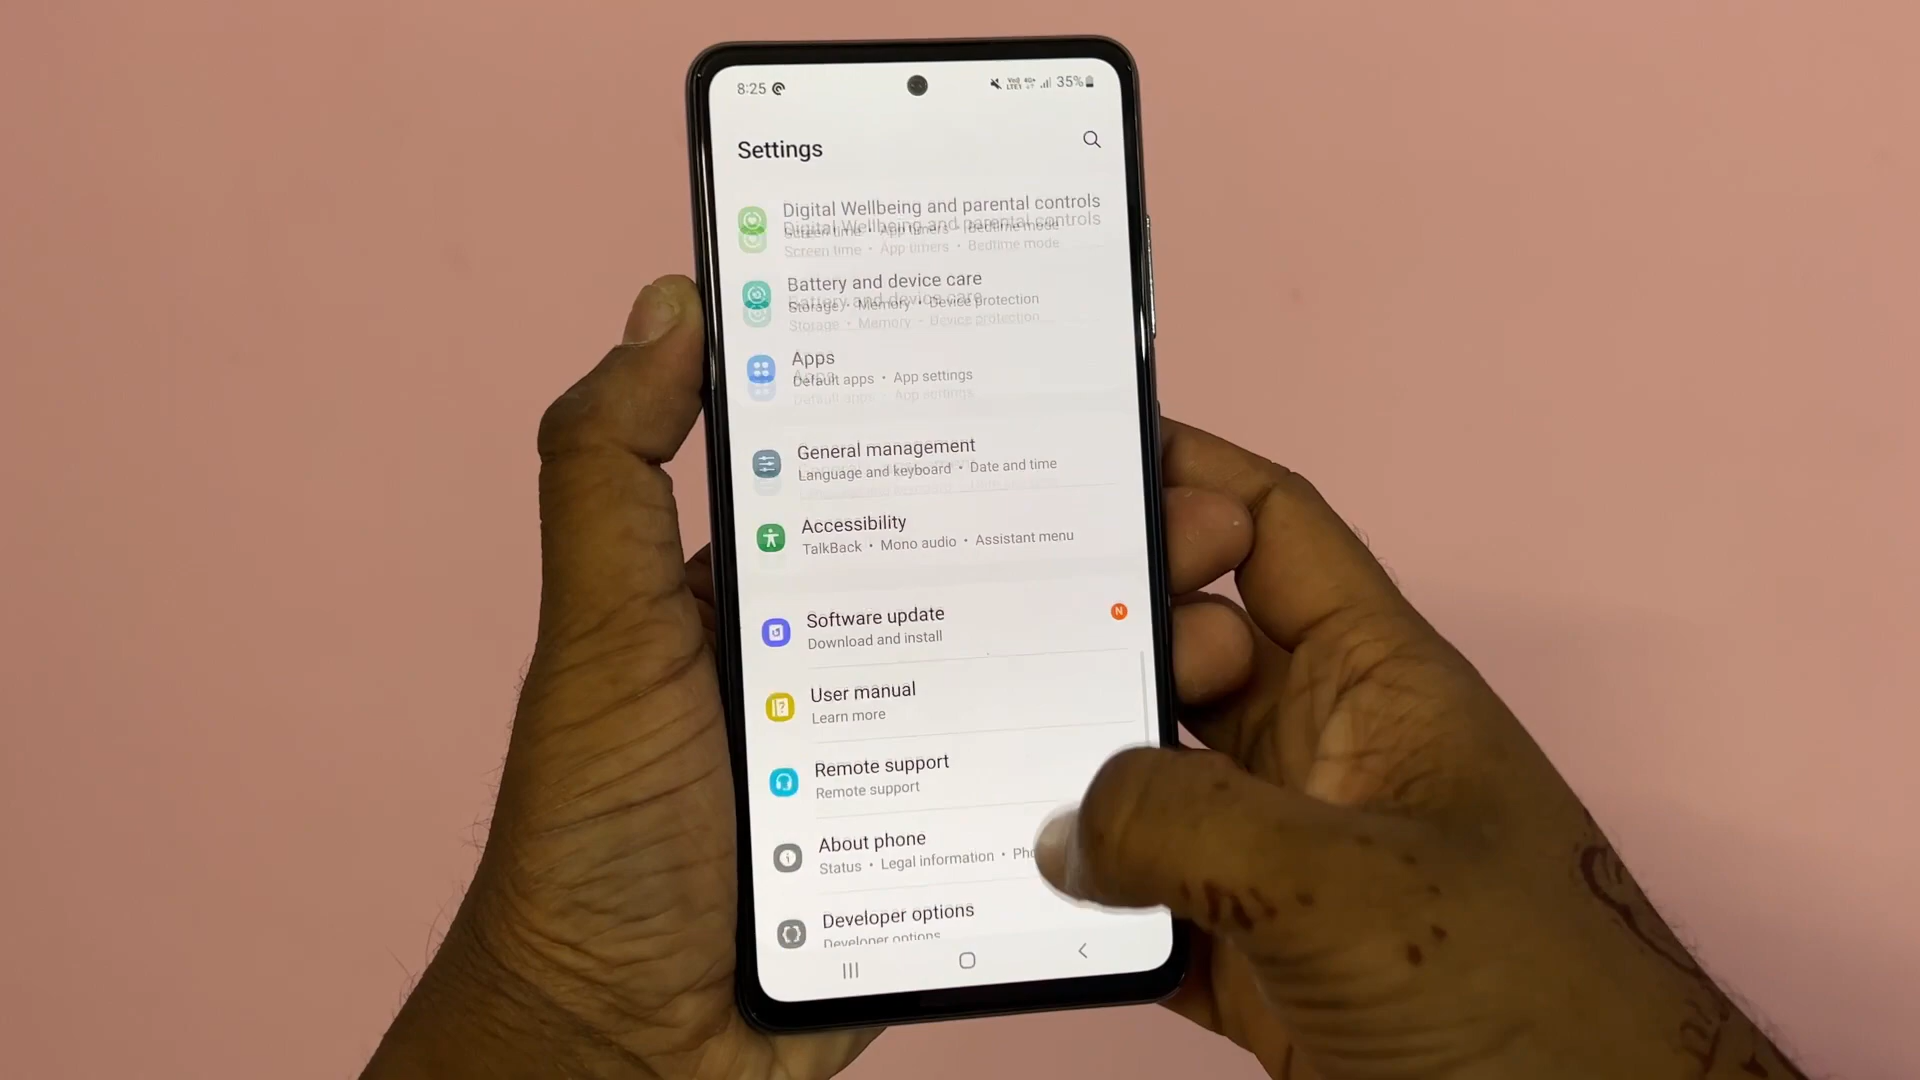 8:25 35%
Settings
Digital Wellbeing and parental controls
Screen time • App timers • Bedtime mode
Battery and device care
Storage • Memory • Device protection
Apps
Default apps • App settings
General management
Language and keyboard • Date and time
Accessibility
TalkBack • Mono audio • Assistant menu
Software update N
Download and install
User manual
Learn more
Remote support
Remote support
About phone
Status • Legal information •
Developer options
Developer options